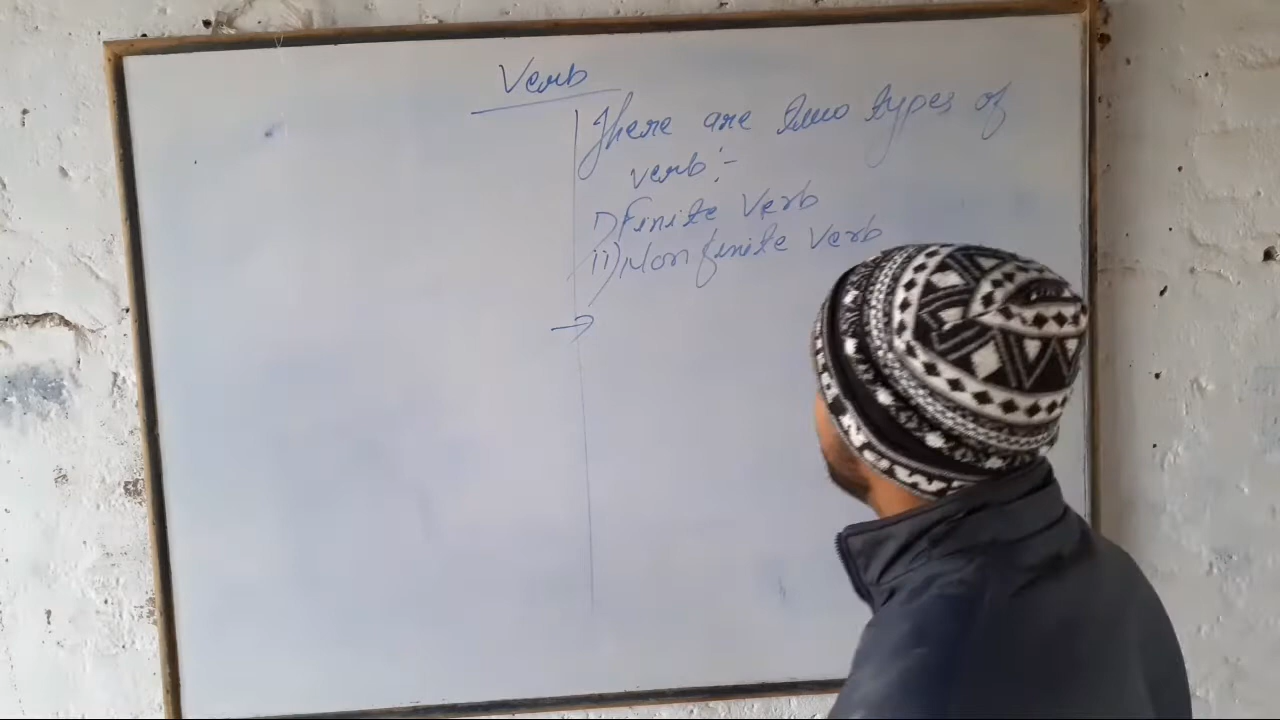 Verb
There are two types of
verb:-
i) Finite Verb
ii) Non finite Verb
→